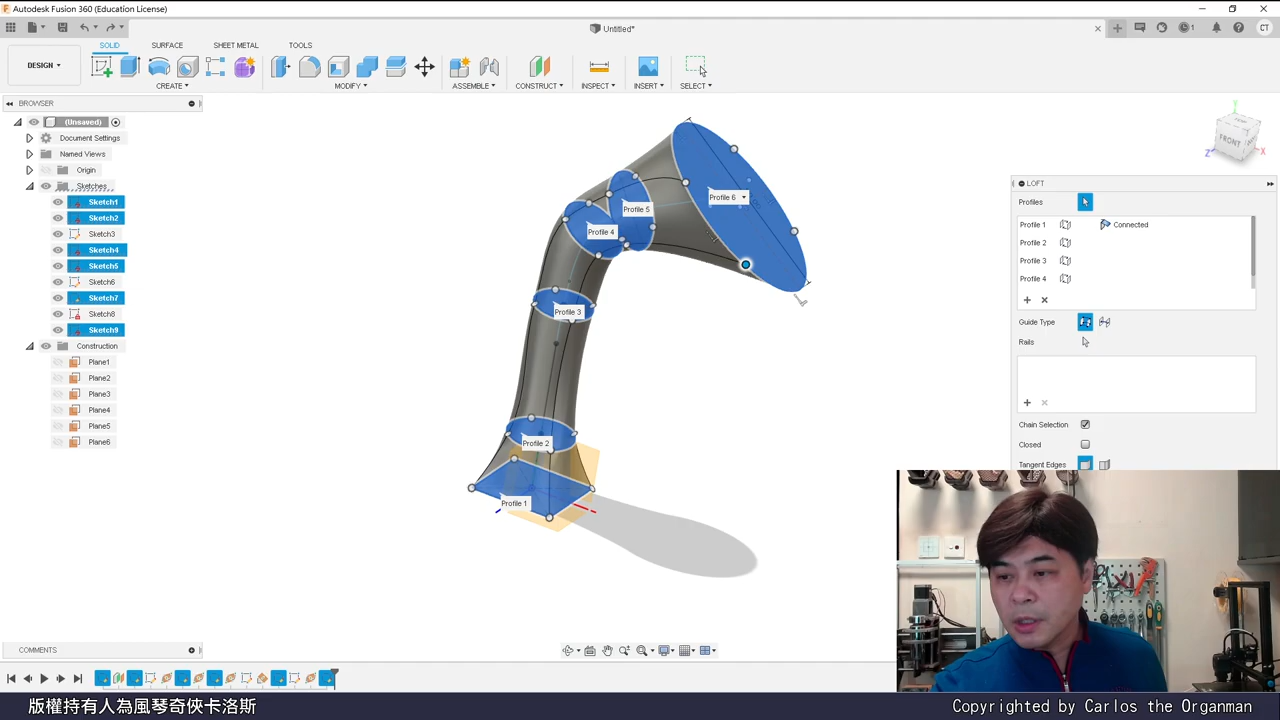 Autodesk Fusion 360 (Education License)
Untitled*
1
CT
SOLID
SURFACE
SHEET METAL
TOOLS
DESIGN
CREATE
MODIFY
ASSEMBLE
CONSTRUCT
INSPECT
INSERT
SELECT
BROWSER
(Unsaved)
Document Settings
Named Views
Origin
Sketches
Sketch1
Sketch2
Sketch3
Sketch4
Sketch5
Sketch6
Sketch7
Sketch8
Sketch9
Construction
Plane1
Plane2
Plane3
Plane4
Plane5
Plane6
Profile 6
Profile 5
Profile 4
Profile 3
Profile 2
Profile 1
FRONT
Y
Z
X
LOFT
Profiles
Profile 1 Connected
Profile 2
Profile 3
Profile 4
Guide Type
Rails
Chain Selection
Closed
Tangent Edges
COMMENTS
版權持有人為風琴奇俠卡洛斯
Copyrighted by Carlos the Organman